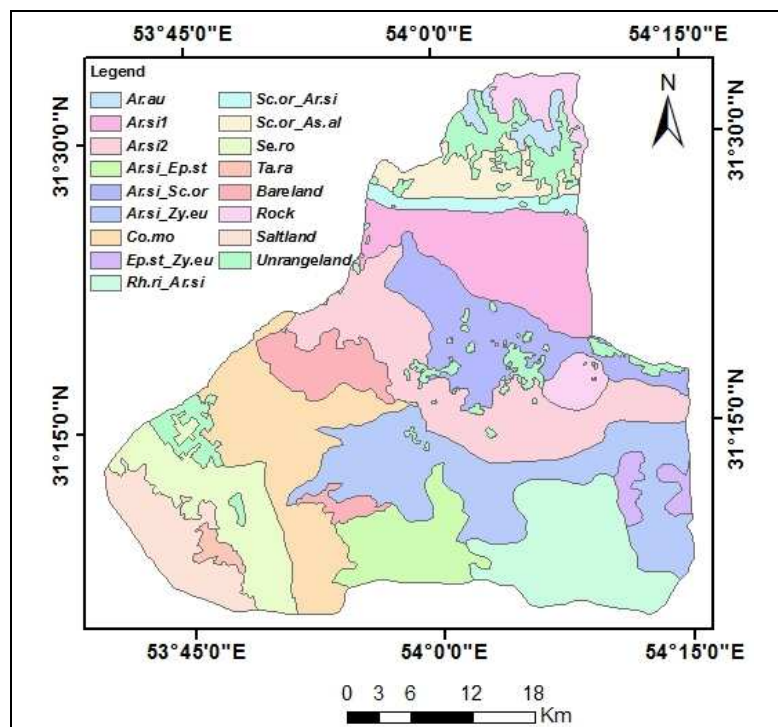 53°45'0"E 54°0'0"E 54°15'0"E
Legend
Ar.au Sc.or_Ar.si
Ar.si1 Sc.or_As.al
Ar.si2 Se.ro
Ar.si_Ep.st Ta.ra
Ar.si_Sc.or Bareland
Ar.si_Zy.eu Rock
Co.mo Saltland
Ep.st_Zy.eu Unrangeland
Rh.ri_Ar.si
N
31°30'0"N 31°30'0"N
31°15'0"N 31°15'0"N
53°45'0"E 54°0'0"E 54°15'0"E
0 3 6 12 18
Km